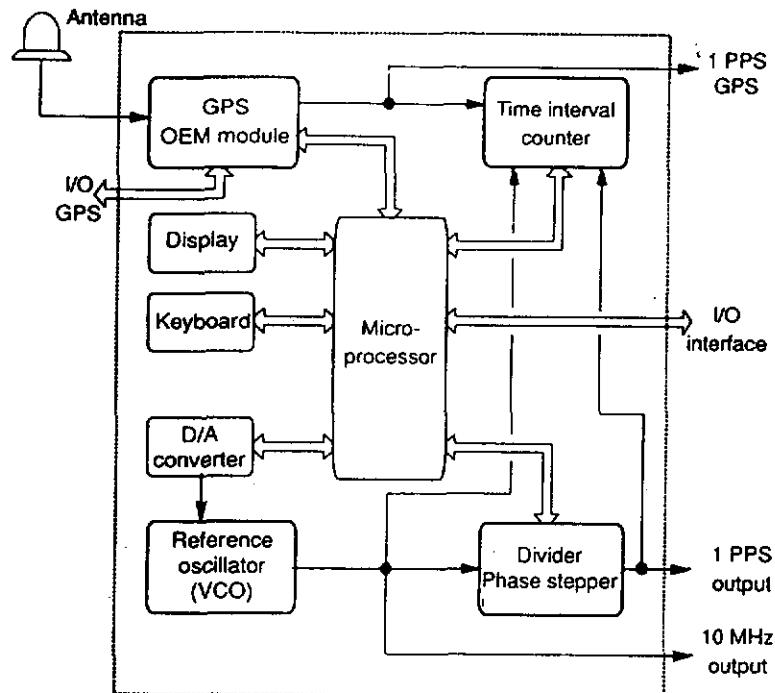 Antenna
1 PPS
GPS
GPS
OEM module
Time interval
counter
I/O
GPS
Display
Keyboard
Micro-
processor
I/O
interface
D/A
converter
Reference
oscillator
(VCO)
Divider
Phase stepper
1 PPS
output
10 MHz
output